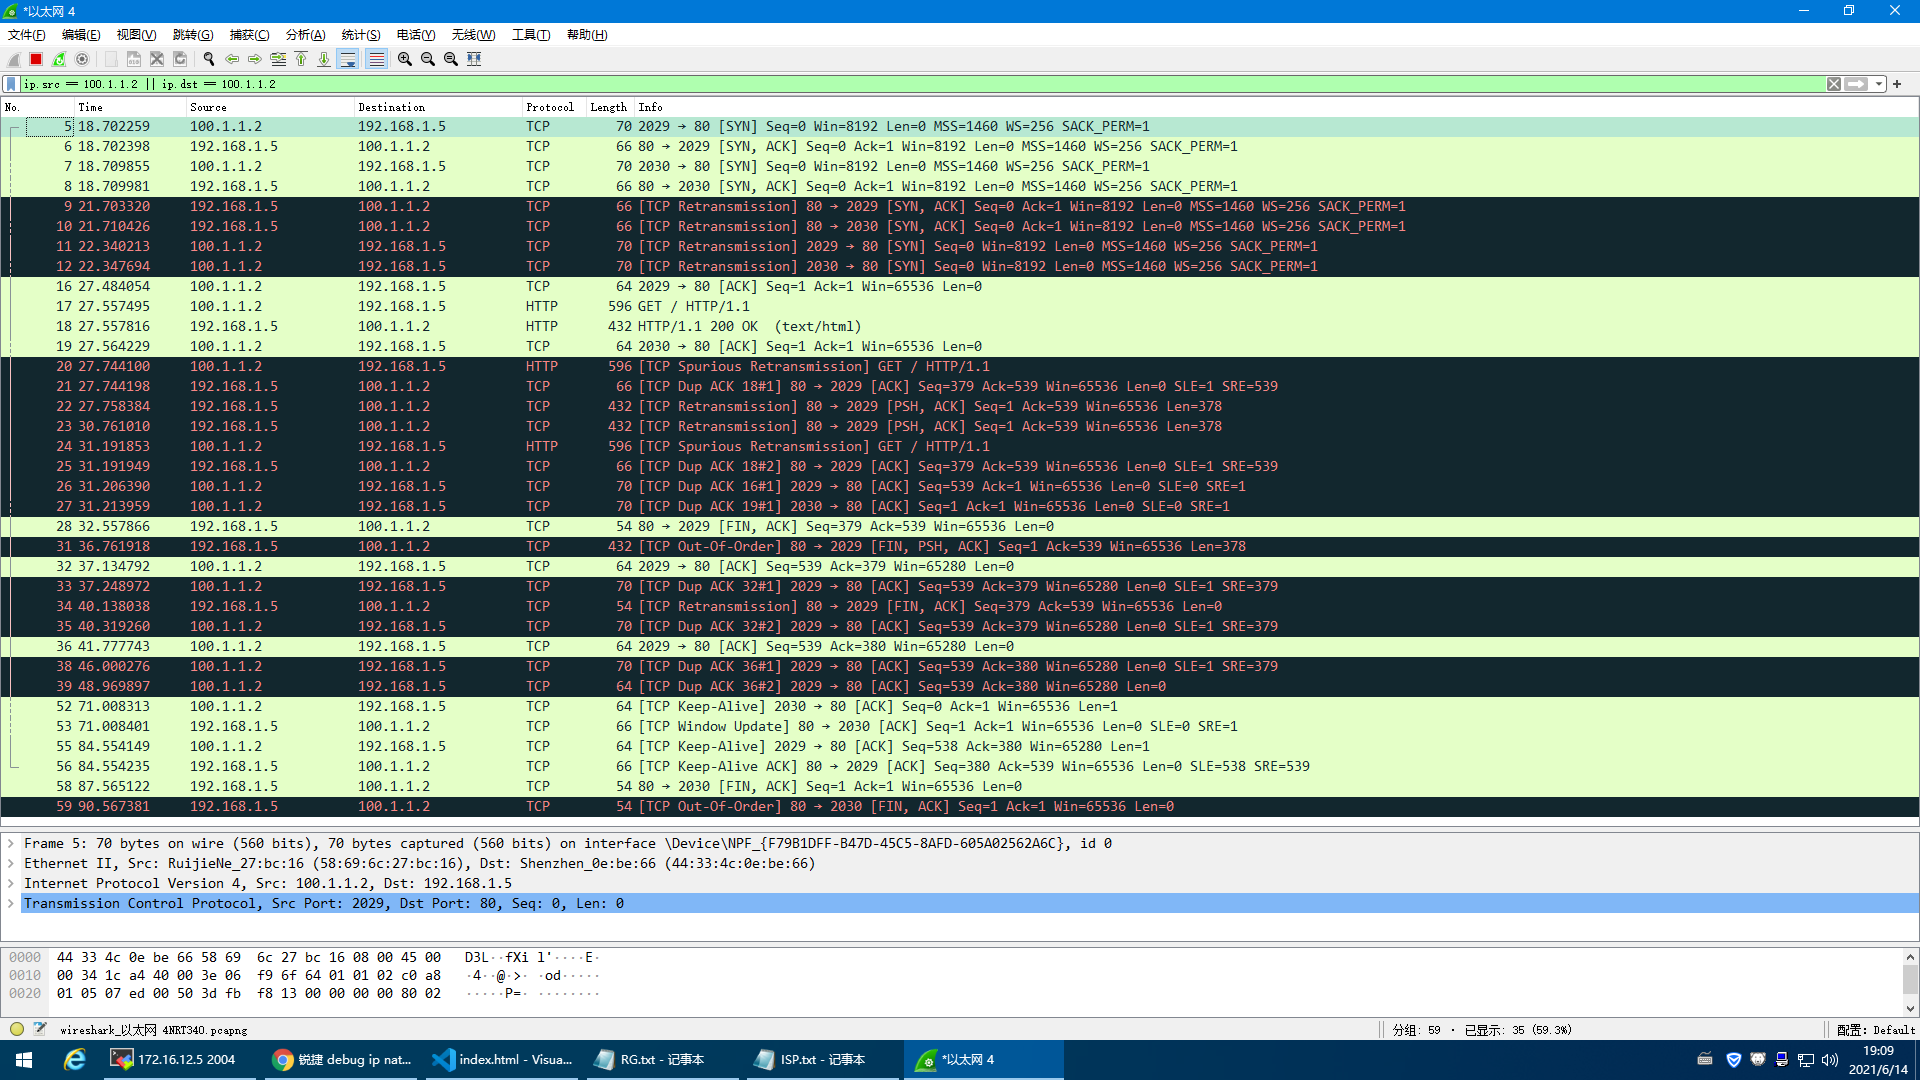 *以太网 4
文件(F) 编辑(E) 视图(V) 跳转(G) 捕获(C) 分析(A) 统计(S) 电话(Y) 无线(W) 工具(T) 帮助(H)
ip.src == 100.1.1.2 || ip.dst == 100.1.1.2
No. Time Source Destination Protocol Length Info
5 18.702259 100.1.1.2 192.168.1.5 TCP 70 2029 → 80 [SYN] Seq=0 Win=8192 Len=0 MSS=1460 WS=256 SACK_PERM=1
6 18.702398 192.168.1.5 100.1.1.2 TCP 66 80 → 2029 [SYN, ACK] Seq=0 Ack=1 Win=8192 Len=0 MSS=1460 WS=256 SACK_PERM=1
7 18.709855 100.1.1.2 192.168.1.5 TCP 70 2030 → 80 [SYN] Seq=0 Win=8192 Len=0 MSS=1460 WS=256 SACK_PERM=1
8 18.709981 192.168.1.5 100.1.1.2 TCP 66 80 → 2030 [SYN, ACK] Seq=0 Ack=1 Win=8192 Len=0 MSS=1460 WS=256 SACK_PERM=1
9 21.703320 192.168.1.5 100.1.1.2 TCP 66 [TCP Retransmission] 80 → 2029 [SYN, ACK] Seq=0 Ack=1 Win=8192 Len=0 MSS=1460 WS=256 SACK_PERM=1
10 21.710426 192.168.1.5 100.1.1.2 TCP 66 [TCP Retransmission] 80 → 2030 [SYN, ACK] Seq=0 Ack=1 Win=8192 Len=0 MSS=1460 WS=256 SACK_PERM=1
11 22.340213 100.1.1.2 192.168.1.5 TCP 70 [TCP Retransmission] 2029 → 80 [SYN] Seq=0 Win=8192 Len=0 MSS=1460 WS=256 SACK_PERM=1
12 22.347694 100.1.1.2 192.168.1.5 TCP 70 [TCP Retransmission] 2030 → 80 [SYN] Seq=0 Win=8192 Len=0 MSS=1460 WS=256 SACK_PERM=1
16 27.484054 100.1.1.2 192.168.1.5 TCP 64 2029 → 80 [ACK] Seq=1 Ack=1 Win=65536 Len=0
17 27.557495 100.1.1.2 192.168.1.5 HTTP 596 GET / HTTP/1.1
18 27.557816 192.168.1.5 100.1.1.2 HTTP 432 HTTP/1.1 200 OK (text/html)
19 27.564229 100.1.1.2 192.168.1.5 TCP 64 2030 → 80 [ACK] Seq=1 Ack=1 Win=65536 Len=0
20 27.744100 100.1.1.2 192.168.1.5 HTTP 596 [TCP Spurious Retransmission] GET / HTTP/1.1
21 27.744198 192.168.1.5 100.1.1.2 TCP 66 [TCP Dup ACK 18#1] 80 → 2029 [ACK] Seq=379 Ack=539 Win=65536 Len=0 SLE=1 SRE=539
22 27.758384 192.168.1.5 100.1.1.2 TCP 432 [TCP Retransmission] 80 → 2029 [PSH, ACK] Seq=1 Ack=539 Win=65536 Len=378
23 30.761010 192.168.1.5 100.1.1.2 TCP 432 [TCP Retransmission] 80 → 2029 [PSH, ACK] Seq=1 Ack=539 Win=65536 Len=378
24 31.191853 100.1.1.2 192.168.1.5 HTTP 596 [TCP Spurious Retransmission] GET / HTTP/1.1
25 31.191949 192.168.1.5 100.1.1.2 TCP 66 [TCP Dup ACK 18#2] 80 → 2029 [ACK] Seq=379 Ack=539 Win=65536 Len=0 SLE=1 SRE=539
26 31.206390 100.1.1.2 192.168.1.5 TCP 70 [TCP Dup ACK 16#1] 2029 → 80 [ACK] Seq=539 Ack=1 Win=65536 Len=0 SLE=0 SRE=1
27 31.213959 100.1.1.2 192.168.1.5 TCP 70 [TCP Dup ACK 19#1] 2030 → 80 [ACK] Seq=1 Ack=1 Win=65536 Len=0 SLE=0 SRE=1
28 32.557866 192.168.1.5 100.1.1.2 TCP 54 80 → 2029 [FIN, ACK] Seq=379 Ack=539 Win=65536 Len=0
31 36.761918 192.168.1.5 100.1.1.2 TCP 432 [TCP Out-Of-Order] 80 → 2029 [FIN, PSH, ACK] Seq=1 Ack=539 Win=65536 Len=378
32 37.134792 100.1.1.2 192.168.1.5 TCP 64 2029 → 80 [ACK] Seq=539 Ack=379 Win=65280 Len=0
33 37.248972 100.1.1.2 192.168.1.5 TCP 70 [TCP Dup ACK 32#1] 2029 → 80 [ACK] Seq=539 Ack=379 Win=65280 Len=0 SLE=1 SRE=379
34 40.138038 192.168.1.5 100.1.1.2 TCP 54 [TCP Retransmission] 80 → 2029 [FIN, ACK] Seq=379 Ack=539 Win=65536 Len=0
35 40.319260 100.1.1.2 192.168.1.5 TCP 70 [TCP Dup ACK 32#2] 2029 → 80 [ACK] Seq=539 Ack=379 Win=65280 Len=0 SLE=1 SRE=379
36 41.777743 100.1.1.2 192.168.1.5 TCP 64 2029 → 80 [ACK] Seq=539 Ack=380 Win=65280 Len=0
38 46.000276 100.1.1.2 192.168.1.5 TCP 70 [TCP Dup ACK 36#1] 2029 → 80 [ACK] Seq=539 Ack=380 Win=65280 Len=0 SLE=1 SRE=379
39 48.969897 100.1.1.2 192.168.1.5 TCP 64 [TCP Dup ACK 36#2] 2029 → 80 [ACK] Seq=539 Ack=380 Win=65280 Len=0
52 71.008313 100.1.1.2 192.168.1.5 TCP 64 [TCP Keep-Alive] 2030 → 80 [ACK] Seq=0 Ack=1 Win=65536 Len=1
53 71.008401 192.168.1.5 100.1.1.2 TCP 66 [TCP Window Update] 80 → 2030 [ACK] Seq=1 Ack=1 Win=65536 Len=0 SLE=0 SRE=1
55 84.554149 100.1.1.2 192.168.1.5 TCP 64 [TCP Keep-Alive] 2029 → 80 [ACK] Seq=538 Ack=380 Win=65280 Len=1
56 84.554235 192.168.1.5 100.1.1.2 TCP 66 [TCP Keep-Alive ACK] 80 → 2029 [ACK] Seq=380 Ack=539 Win=65536 Len=0 SLE=538 SRE=539
58 87.565122 192.168.1.5 100.1.1.2 TCP 54 80 → 2030 [FIN, ACK] Seq=1 Ack=1 Win=65536 Len=0
59 90.567381 192.168.1.5 100.1.1.2 TCP 54 [TCP Out-Of-Order] 80 → 2030 [FIN, ACK] Seq=1 Ack=1 Win=65536 Len=0
Frame 5: 70 bytes on wire (560 bits), 70 bytes captured (560 bits) on interface \Device\NPF_{F79B1DFF-B47D-45C5-8AFD-605A02562A6C}, id 0
Ethernet II, Src: RuijieNe_27:bc:16 (58:69:6c:27:bc:16), Dst: Shenzhen_0e:be:66 (44:33:4c:0e:be:66)
Internet Protocol Version 4, Src: 100.1.1.2, Dst: 192.168.1.5
Transmission Control Protocol, Src Port: 2029, Dst Port: 80, Seq: 0, Len: 0
0000 44 33 4c 0e be 66 58 69 6c 27 bc 16 08 00 45 00 D3L··fXi l'····E·
0010 00 34 1c a4 40 00 3e 06 f9 6f 64 01 01 02 c0 a8 ·4··@·>· ·od·····
0020 01 05 07 ed 00 50 3d fb f8 13 00 00 00 00 80 02 ·····P=· ········
wireshark_以太网 4NRT340.pcapng 分组: 59 · 已显示: 35 (59.3%) 配置: Default
172.16.12.5 2004 锐捷 debug ip nat... index.html - Visua... RG.txt - 记事本 ISP.txt - 记事本 *以太网 4 19:09
2021/6/14